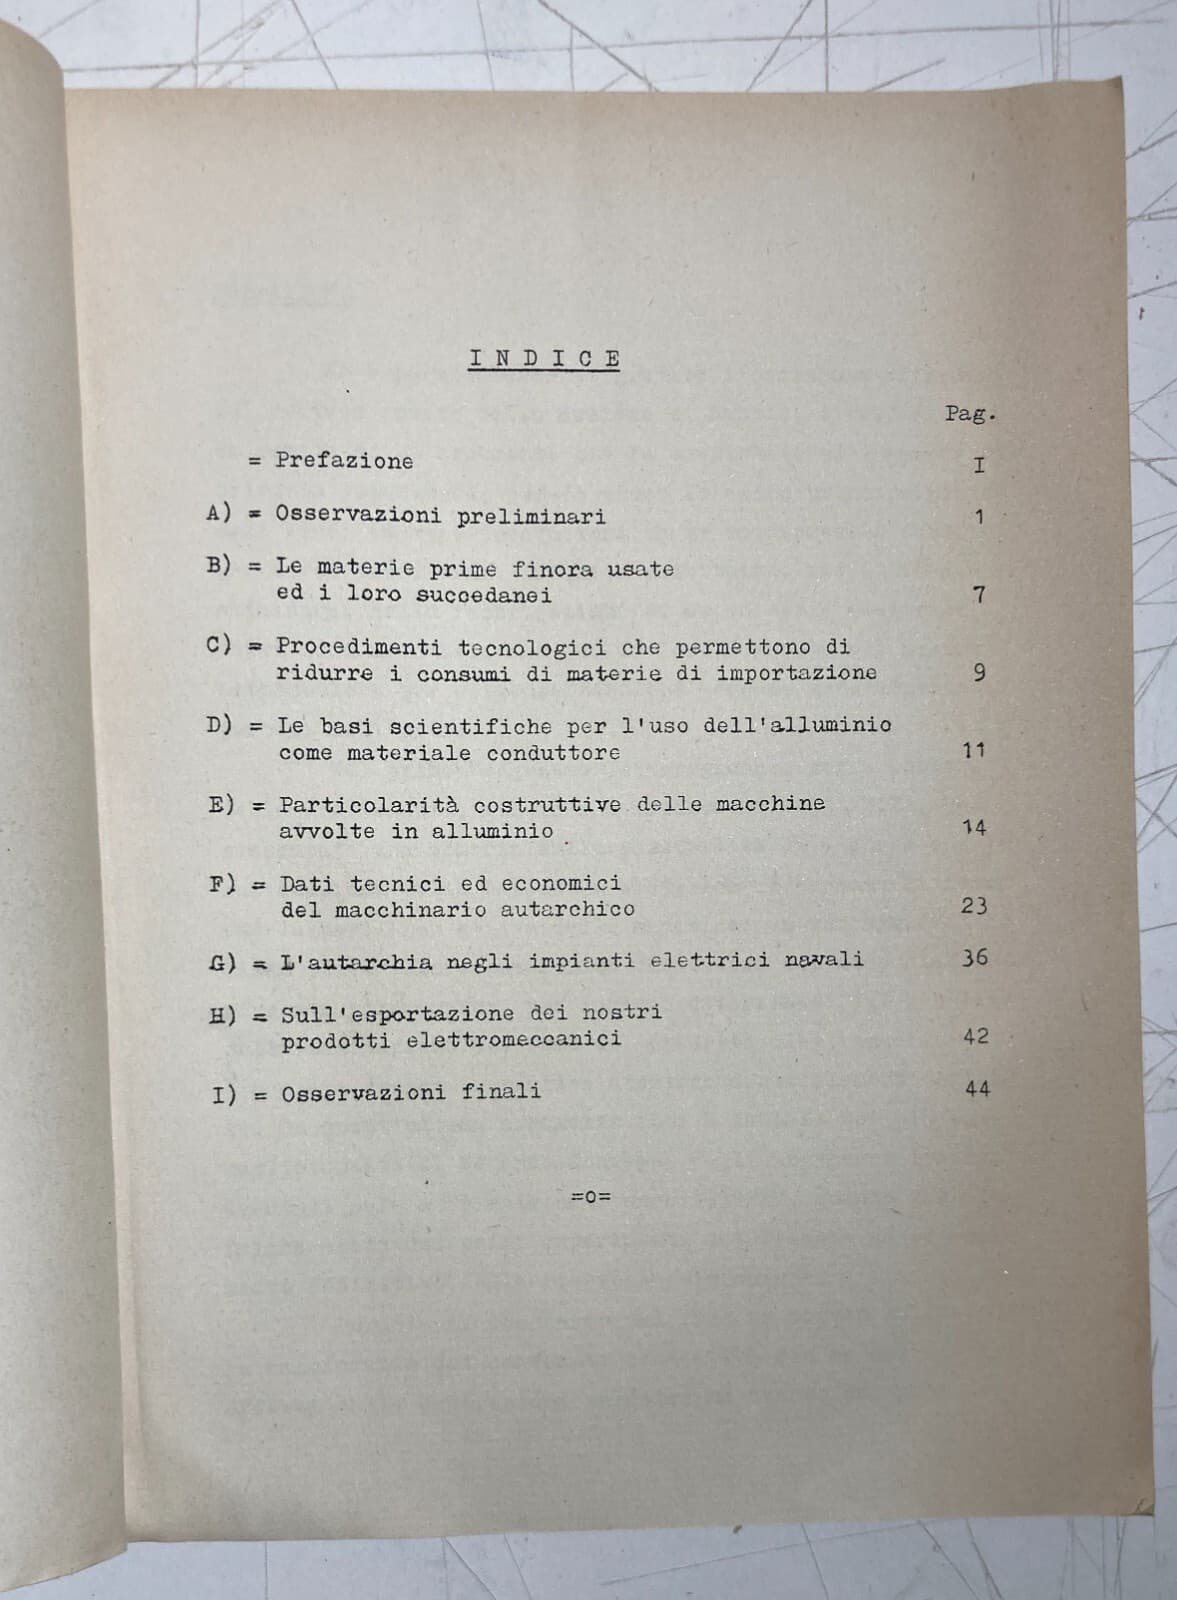 INDICE
Pag.
= Prefazione I
A) = Osservazioni preliminari 1
B) = Le materie prime finora usate
ed i loro succedanei 7
C) = Procedimenti tecnologici che permettono di
ridurre i consumi di materie di importazione 9
D) = Le basi scientifiche per l'uso dell'alluminio
come materiale conduttore 11
E) = Particolarità costruttive delle macchine
avvolte in alluminio 14
F) = Dati tecnici ed economici
del macchinario autarchico 23
G) = L'autarchia negli impianti elettrici navali 36
H) = Sull'esportazione dei nostri
prodotti elettromeccanici 42
I) = Osservazioni finali 44
=o=